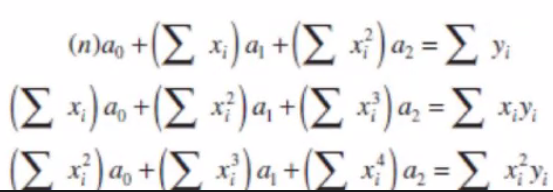 (n)a₀ + (∑ xᵢ) a₁ + (∑ xᵢ²) a₂ = ∑ yᵢ
(∑ xᵢ) a₀ + (∑ xᵢ²) a₁ + (∑ xᵢ³) a₂ = ∑ xᵢyᵢ
(∑ xᵢ²) a₀ + (∑ xᵢ³) a₁ + (∑ xᵢ⁴) a₂ = ∑ xᵢ²yᵢ